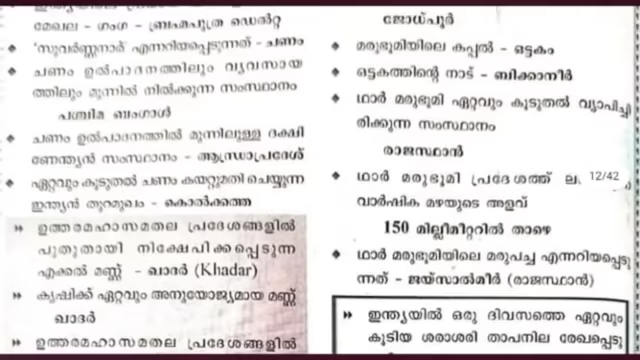 മേഖല - ഗംഗ - ബ്രഹ്മപുത്ര ഡെൽറ്റ
'സുവർണ്ണനാര്' എന്നറിയപ്പെടുന്നത് - ചണം
ചണം ഉൽപാദനത്തിലും വ്യവസായ
ത്തിലും മുന്നിൽ നിൽക്കുന്ന സംസ്ഥാനം
പശ്ചിമ ബംഗാൾ
ചണം ഉൽപാദനത്തിൽ മുന്നിലുള്ള ദക്ഷി
ണേന്ത്യൻ സംസ്ഥാനം - ആന്ധ്രാപ്രദേശ്
ഏറ്റവും കൂടുതൽ ചണം കയറ്റുമതി ചെയ്യുന്ന
ഇന്ത്യൻ തുറമുഖം - കൊൽക്കത്ത
ഉത്തരമഹാസമതല പ്രദേശങ്ങളിൽ
പുതുതായി നിക്ഷേപിക്കപ്പെടുന്ന
എക്കൽ മണ്ണ് - ഖാദർ (Khadar)
കൃഷിക്ക് ഏറ്റവും അനുയോജ്യമായ മണ്ണ്
ഖാദർ
ഉത്തരമഹാസമതല പ്രദേശങ്ങളിൽ
ജോധ്പൂർ
മരുഭൂമിയിലെ കപ്പൽ - ഒട്ടകം
ഒട്ടകത്തിന്റെ നാട് - ബിക്കാനീർ
ഥാർ മരുഭൂമി ഏറ്റവും കൂടുതൽ വ്യാപിച്ചി
രിക്കുന്ന സംസ്ഥാനം
രാജസ്ഥാൻ
ഥാർ മരുഭൂമി പ്രദേശത്ത് 12/42
വാർഷിക മഴയുടെ അളവ്
150 മില്ലീമീറ്ററിൽ താഴെ
ഥാർ മരുഭൂമിയിലെ മരുപച്ച എന്നറിയപ്പെടു
ന്നത് - ജയ്സാൽമീർ (രാജസ്ഥാൻ)
ഇന്ത്യയിൽ ഒരു ദിവസത്തെ ഏറ്റവും
കൂടിയ ശരാശരി താപനില രേഖപ്പെടു